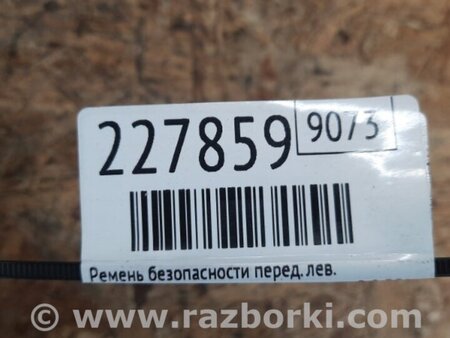 227859
9073
Ремень безопасности перед.лев.
© www.razborki.com